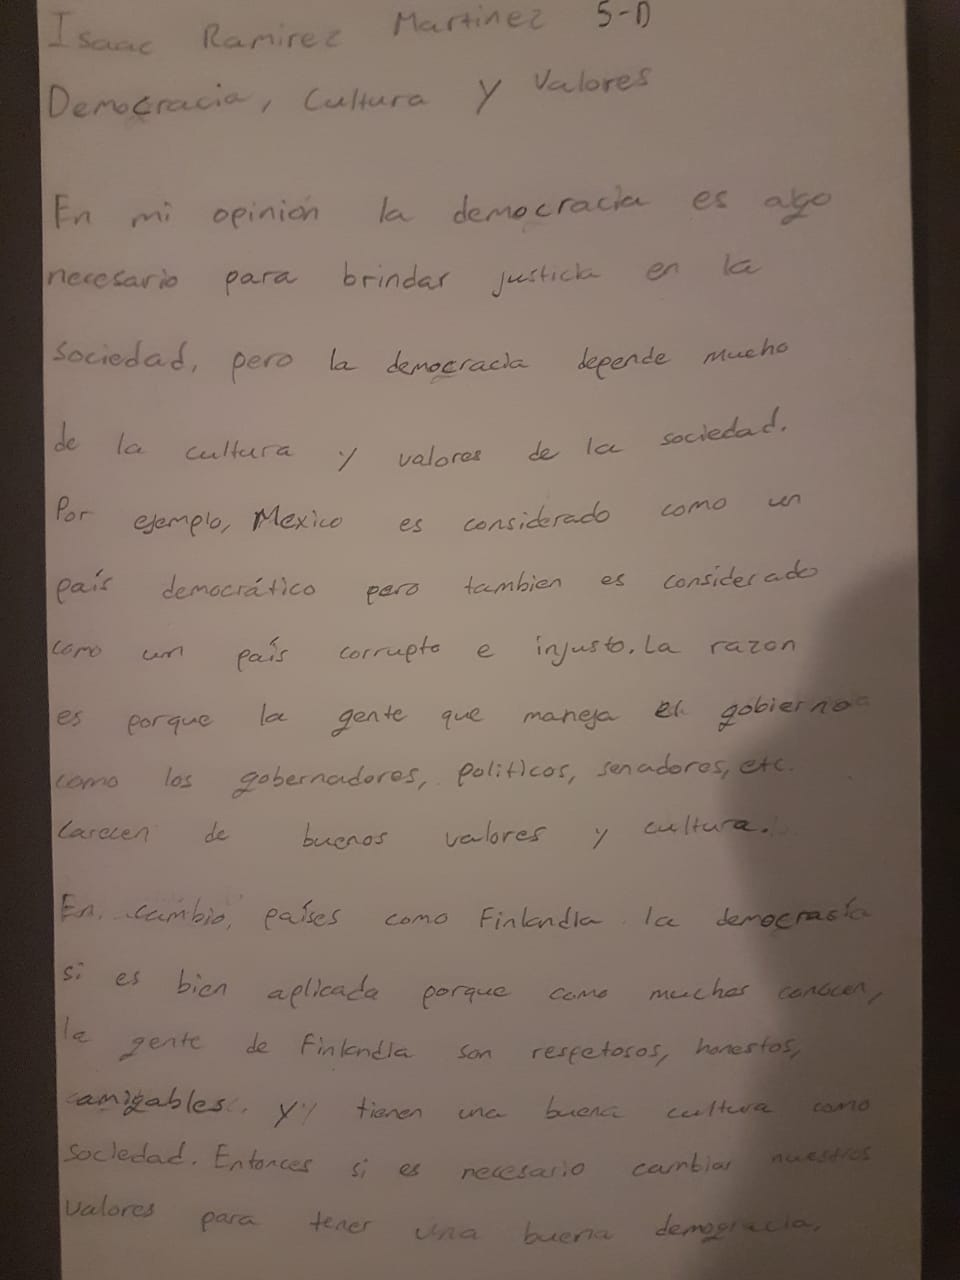 Isaac Ramirez Martinez 5-D
Democracia, Cultura y Valores
En mi opinión la democracia es algo
necesario para brindar justicia en la
sociedad, pero la democracia depende mucho
de la cultura y valores de la sociedad.
Por ejemplo, Mexico es considerado como un
país democrático pero tambien es considerado
como un país corrupto e injusto. La razon
es porque la gente que maneja el gobierno
como los gobernadores, politicos, senadores, etc.
Carecen de buenos valores y cultura.
En cambio, países como Finlandia la democrasia
si es bien aplicada porque como muchos conocen,
la gente de Finlandia son respetosos, honestos,
amigables y tienen una buena cultura como
sociedad. Entonces si es necesario cambiar nuestros
valores para tener una buena democracia.